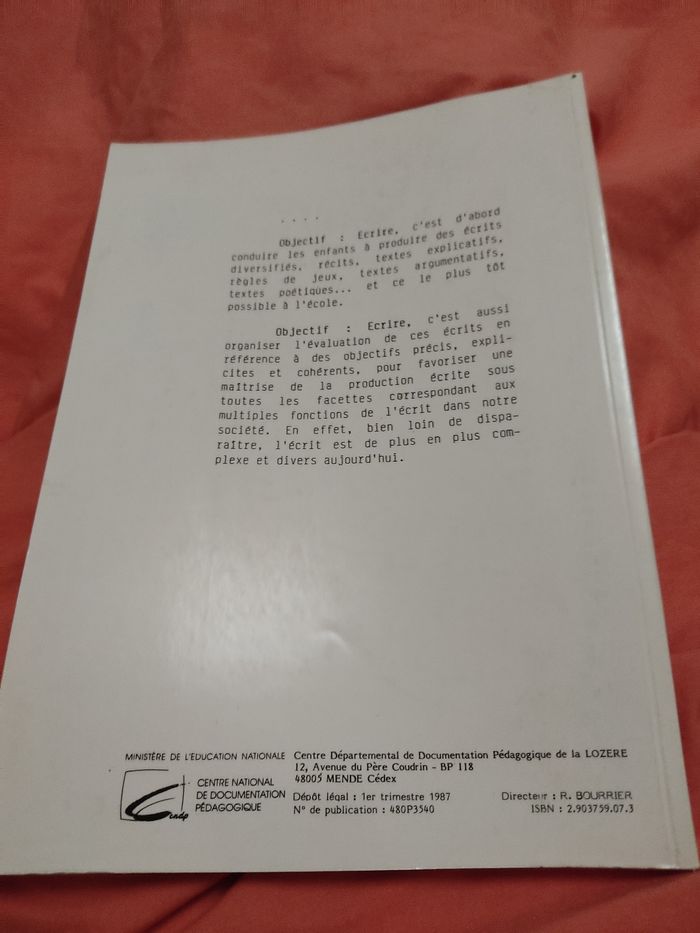 . . . .
Objectif : Ecrire, c'est d'abord
conduire les enfants à produire des écrits
diversifiés, récits, textes explicatifs,
règles de jeux, textes argumentatifs,
textes poétiques... et ce le plus tôt
possible à l'école.
Objectif : Ecrire, c'est aussi
organiser l'évaluation de ces écrits en
référence à des objectifs précis, expli-
cites et cohérents, pour favoriser une
maîtrise de la production écrite sous
toutes les facettes correspondant aux
multiples fonctions de l'écrit dans notre
société. En effet, bien loin de dispa-
raître, l'écrit est de plus en plus com-
plexe et divers aujourd'hui.
MINISTÈRE DE L'EDUCATION NATIONALE
cndp
CENTRE NATIONAL
DE DOCUMENTATION
PÉDAGOGIQUE
Centre Départemental de Documentation Pédagogique de la LOZERE
12, Avenue du Père Coudrin - BP 118
48005 MENDE Cédex
Dépôt légal : 1er trimestre 1987
N° de publication : 480P3540
Directeur : R. BOURRIER
ISBN : 2.903759.07.3